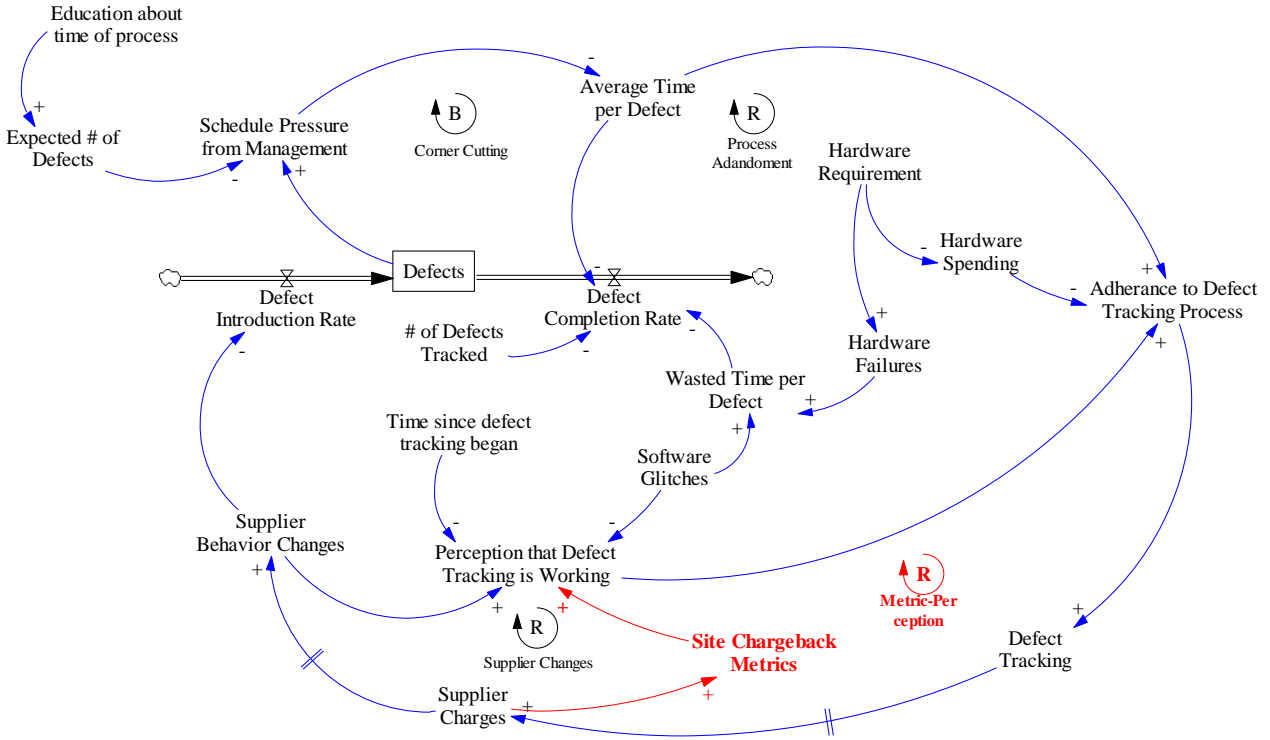 Education about
time of process
+
Expected # of
Defects
-
Schedule Pressure
from Management
+
B
Corner Cutting
-
Average Time
per Defect
R
Process
Adandoment
Hardware
Requirement
-
Hardware
Spending
-
+
Adherance to Defect
Tracking Process
+
Defects
Defect
Introduction Rate
-
-
Defect
Completion Rate
-
# of Defects
Tracked
-
+
Hardware
Failures
Wasted Time per
Defect
+
+
Time since defect
tracking began
-
Software
Glitches
-
Supplier
Behavior Changes
+
Perception that Defect
Tracking is Working
+
+
R
Supplier Changes
R
Metric-Per
ception
Site Chargeback
Metrics
+
+
Defect
Tracking
Supplier
Charges
+